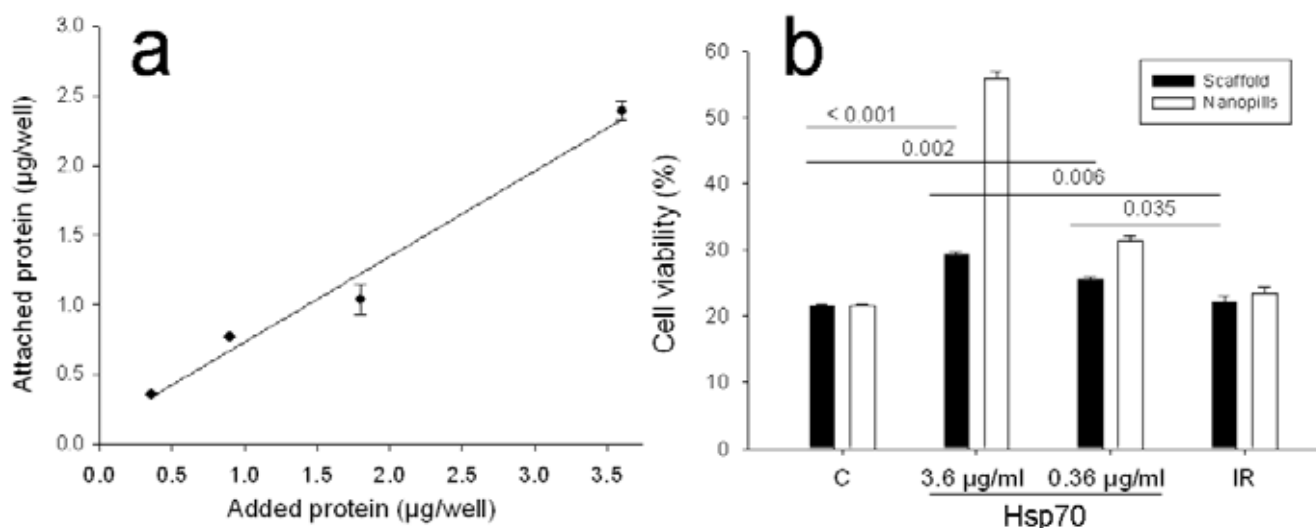 a
3.0
2.5
2.0
1.5
1.0
0.5
0.0
Attached protein (µg/well)
0.0 0.5 1.0 1.5 2.0 2.5 3.0 3.5
Added protein (µg/well)
b
60
50
40
30
20
10
0
Cell viability (%)
Scaffold
Nanopills
< 0.001
0.002
0.006
0.035
C 3.6 µg/ml 0.36 µg/ml IR
Hsp70